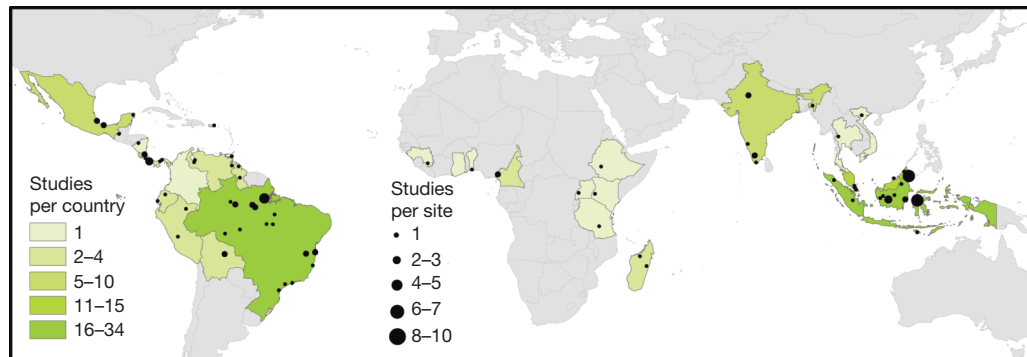 Studies
per country
1
2–4
5–10
11–15
16–34
Studies
per site
1
2–3
4–5
6–7
8–10